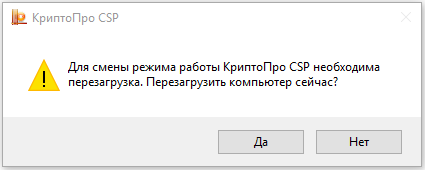 КриптоПро CSP
Для смены режима работы КриптоПро CSP необходима
перезагрузка. Перезагрузить компьютер сейчас?
Да
Нет